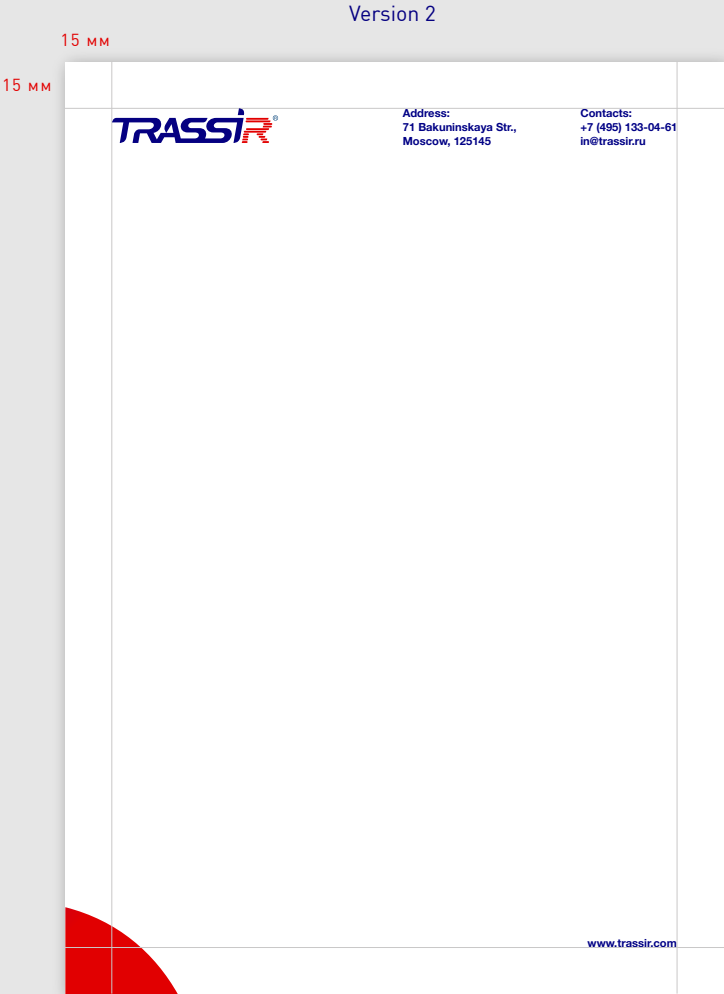 Version 2
15 мм
15 мм
TRASSIR®
Address:
71 Bakuninskaya Str.,
Moscow, 125145
Contacts:
+7 (495) 133-04-61
in@trassir.ru
www.trassir.com